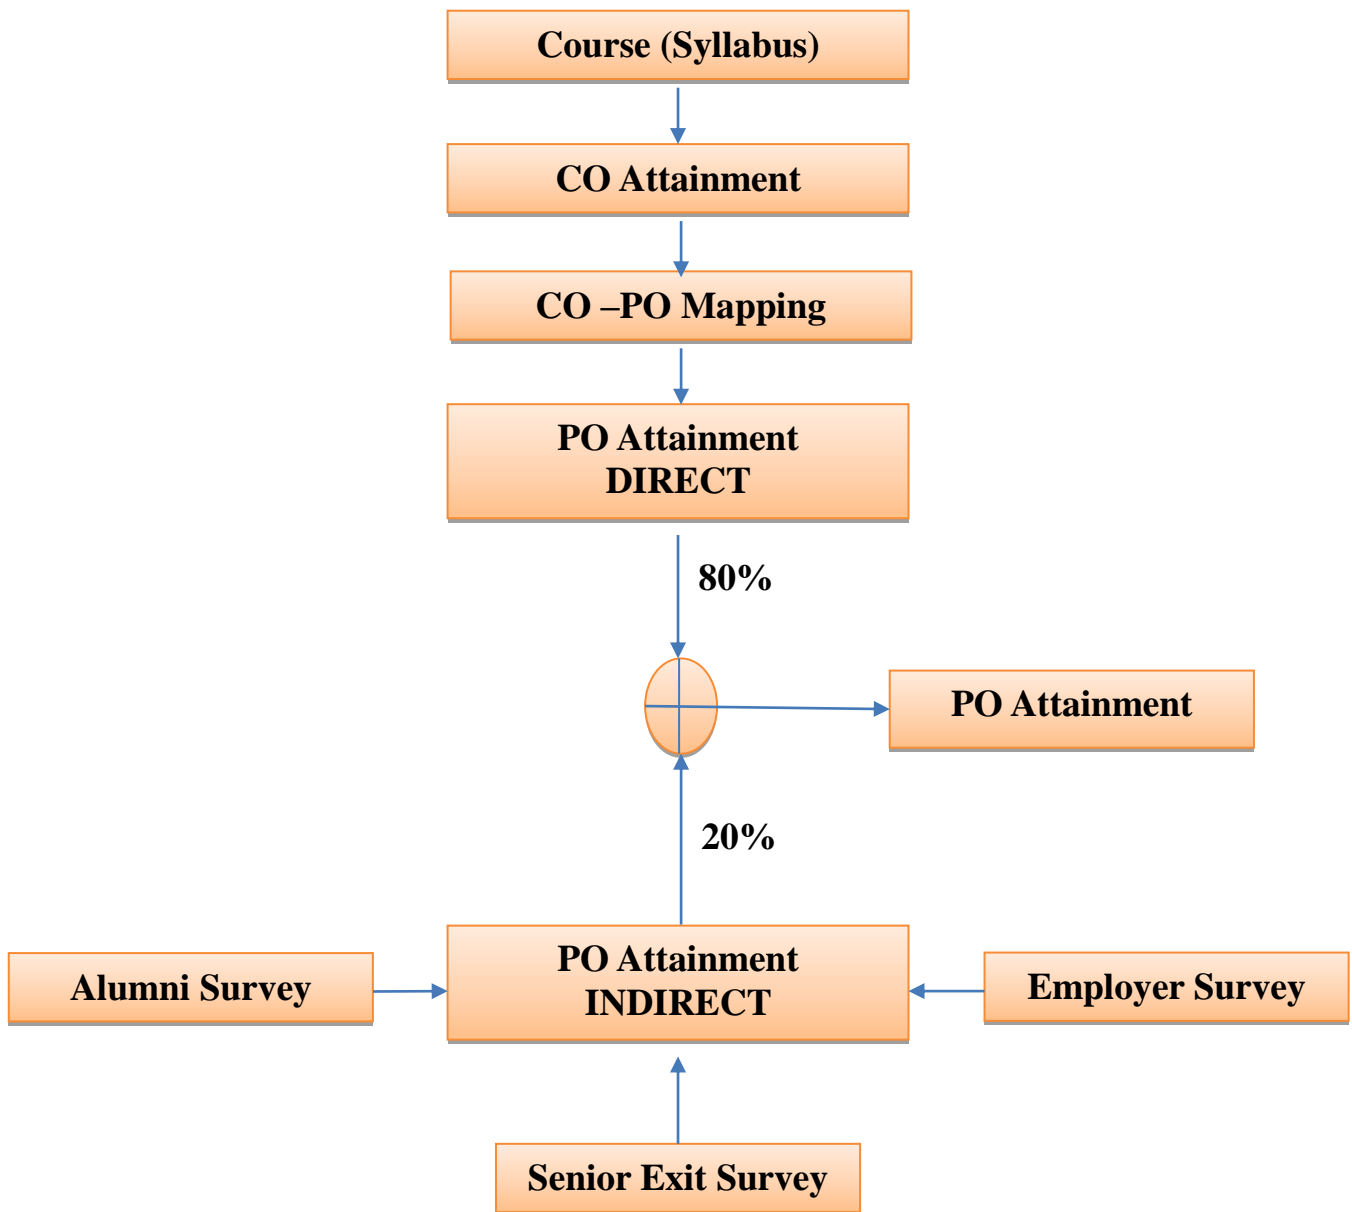 Course (Syllabus)
CO Attainment
CO –PO Mapping
PO Attainment
DIRECT
80%
PO Attainment
20%
PO Attainment
INDIRECT
Alumni Survey
Employer Survey
Senior Exit Survey